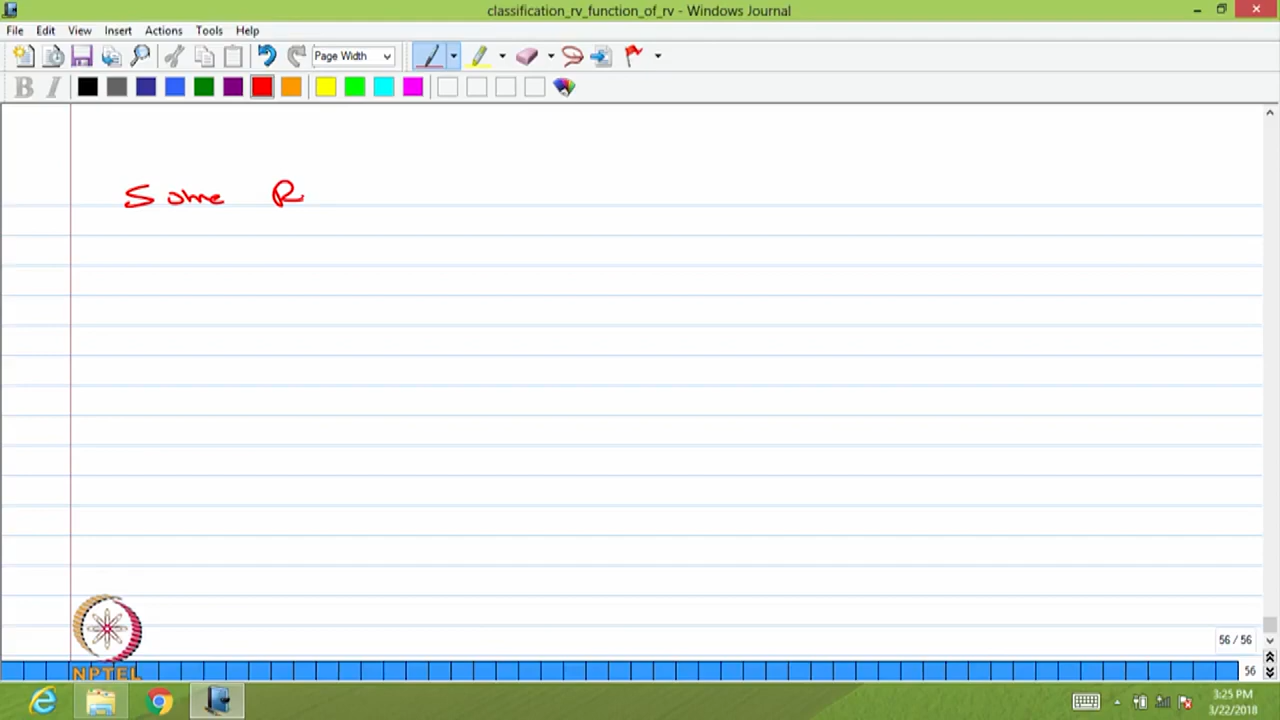 classification_rv_function_of_rv - Windows Journal
File Edit View Insert Actions Tools Help
Page Width
B I
Some R
56 / 56
NPTEL
56
3:25 PM
3/22/2018